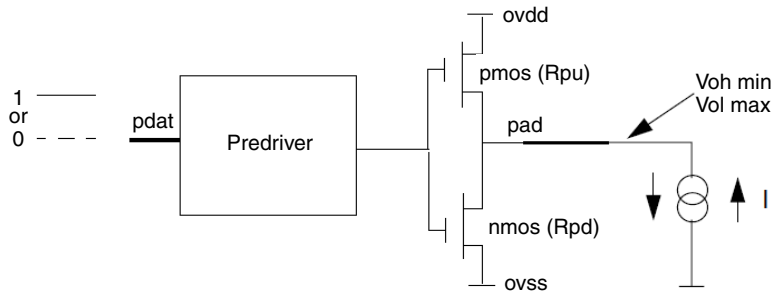 ovdd
pmos (Rpu)
Voh min
Vol max
1
or
0
pdat
Predriver
pad
I
nmos (Rpd)
ovss